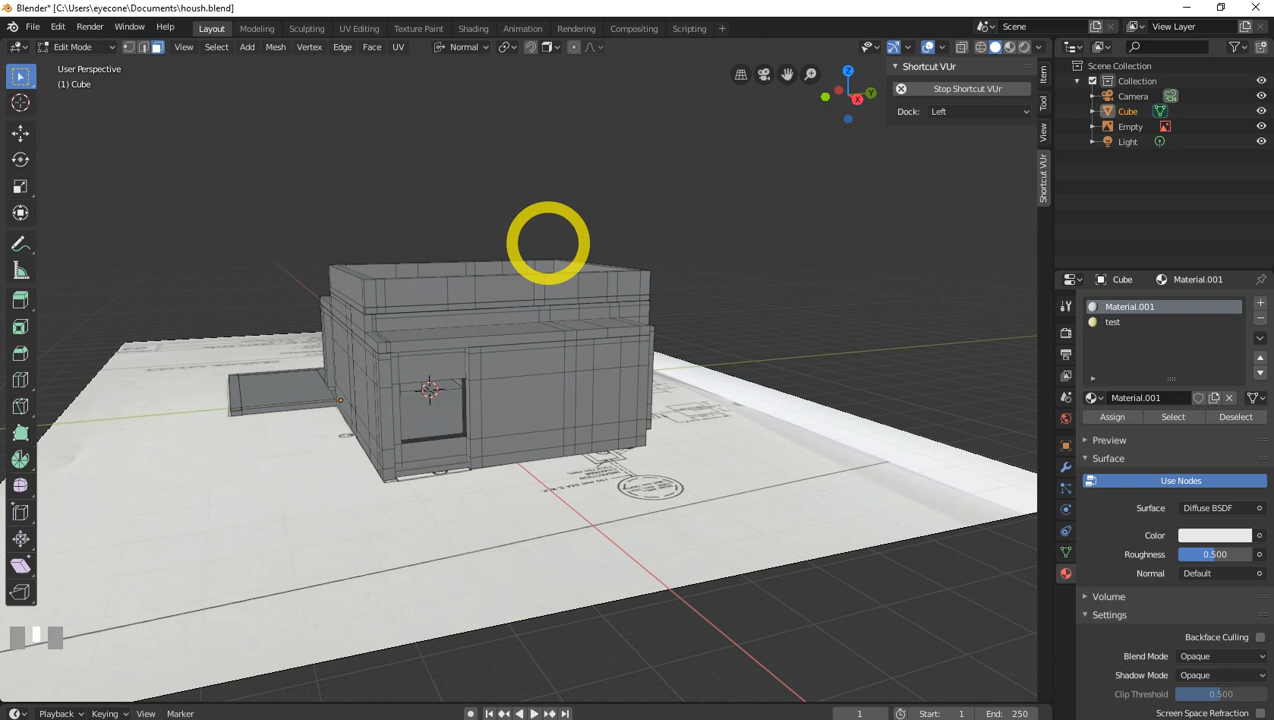 Blender* [C:\Users\eyecone\Documents\housh.blend]
File Edit Render Window Help Layout Modeling Sculpting UV Editing Texture Paint Shading Animation Rendering Compositing Scripting + Scene View Layer
Edit Mode View Select Add Mesh Vertex Edge Face UV Normal
User Perspective
(1) Cube
Shortcut VUr
Stop Shortcut VUr
Dock: Left
Item
Tool
View
Shortcut VUr
X
Y
Z
Scene Collection
Collection
Camera
Cube
Empty
Light
Cube Material.001
Material.001
test
Material.001
Assign Select Deselect
Preview
Surface
Use Nodes
Surface Diffuse BSDF
Color
Roughness 0.500
Normal Default
Volume
Settings
Backface Culling
Blend Mode Opaque
Shadow Mode Opaque
Clip Threshold 0.500
Screen Space Refraction
Playback Keying View Marker 1 Start: 1 End: 250